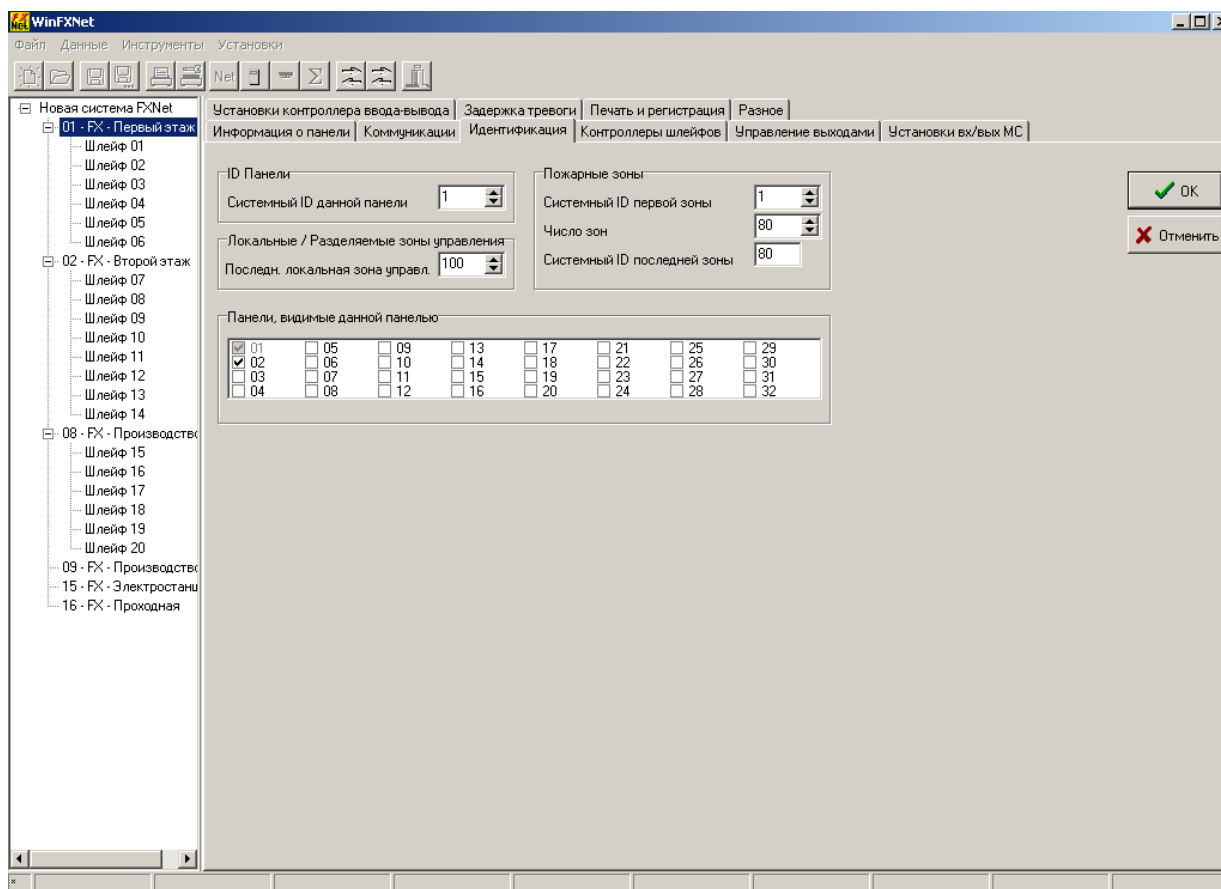 WinFXNet
Файл Данные Инструменты Установки
Net
Новая система FXNet
01 - FX - Первый этаж
Шлейф 01
Шлейф 02
Шлейф 03
Шлейф 04
Шлейф 05
Шлейф 06
02 - FX - Второй этаж
Шлейф 07
Шлейф 08
Шлейф 09
Шлейф 10
Шлейф 11
Шлейф 12
Шлейф 13
Шлейф 14
08 - FX - Производство
Шлейф 15
Шлейф 16
Шлейф 17
Шлейф 18
Шлейф 19
Шлейф 20
09 - FX - Производство
15 - FX - Электростанц
16 - FX - Проходная
Установки контроллера ввода-вывода Задержка тревоги Печать и регистрация Разное
Информация о панели Коммуникации Идентификация Контроллеры шлейфов Управление выходами Установки вх/вых МС
ID Панели
Системный ID данной панели 1
Локальные / Разделяемые зоны управления
Последн. локальная зона управл. 100
Пожарные зоны
Системный ID первой зоны 1
Число зон 80
Системный ID последней зоны 80
Панели, видимые данной панелью
01 05 09 13 17 21 25 29
02 06 10 14 18 22 26 30
03 07 11 15 19 23 27 31
04 08 12 16 20 24 28 32
OK
Отменить